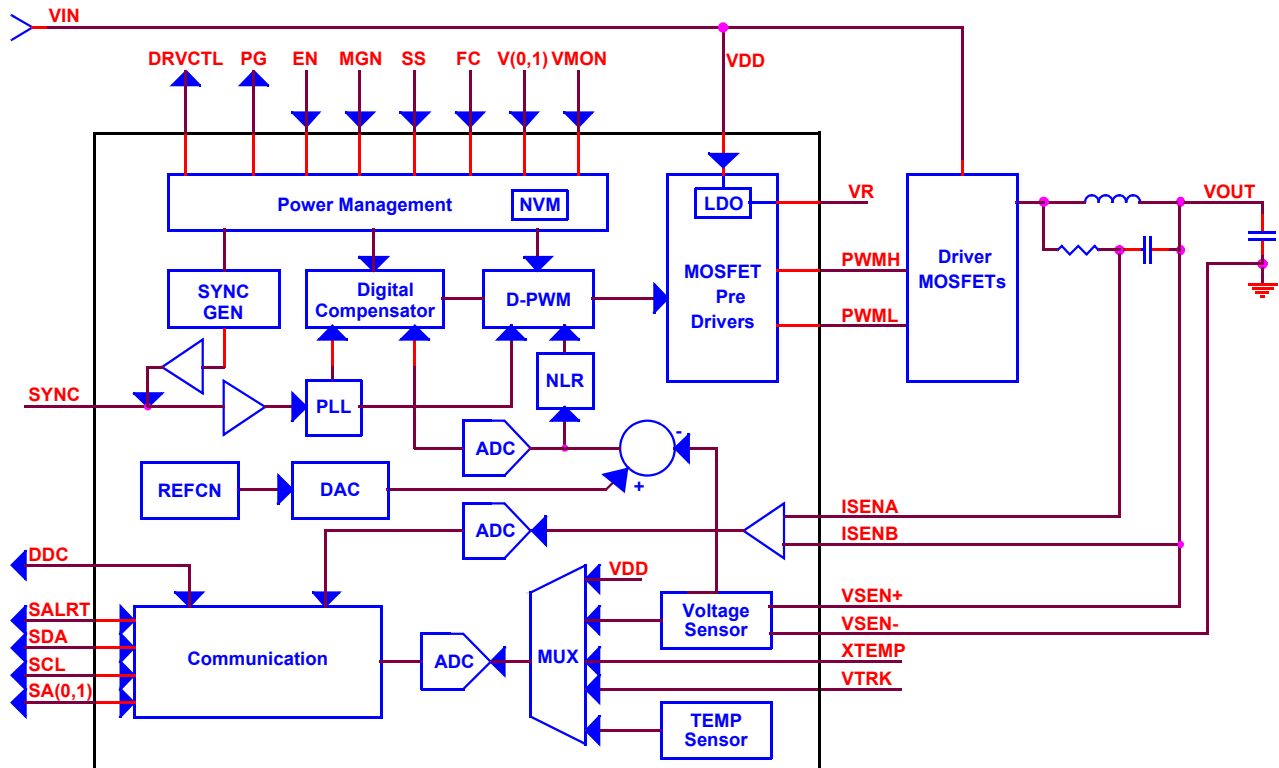 VIN
DRVCTL PG EN MGN SS FC V(0,1) VMON
VDD
Power Management
NVM
LDO
VR
VOUT
SYNC
GEN
Digital
Compensator
D-PWM
MOSFET
Pre
Drivers
PWMH
PWML
Driver
MOSFETs
SYNC
PLL
NLR
ADC
-
+
REFCN
DAC
ADC
ISENA
ISENB
DDC
SALRT
SDA
SCL
SA(0,1)
Communication
ADC
MUX
VDD
Voltage
Sensor
VSEN+
VSEN-
XTEMP
VTRK
TEMP
Sensor